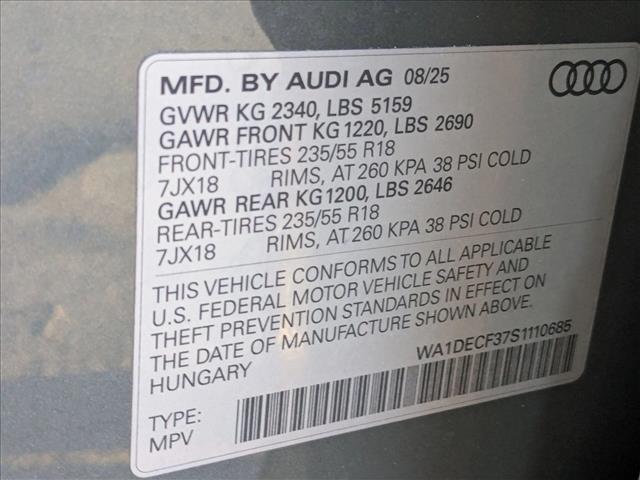 MFD. BY AUDI AG 08/25
GVWR KG 2340, LBS 5159
GAWR FRONT KG 1220, LBS 2690
FRONT-TIRES 235/55 R18
7JX18 RIMS, AT 260 KPA 38 PSI COLD
GAWR REAR KG 1200, LBS 2646
REAR-TIRES 235/55 R18
7JX18 RIMS, AT 260 KPA 38 PSI COLD
THIS VEHICLE CONFORMS TO ALL APPLICABLE
U.S. FEDERAL MOTOR VEHICLE SAFETY AND
THEFT PREVENTION STANDARDS IN EFFECT ON
THE DATE OF MANUFACTURE SHOWN ABOVE.
HUNGARY WA1DECF37S1110685
TYPE:
MPV